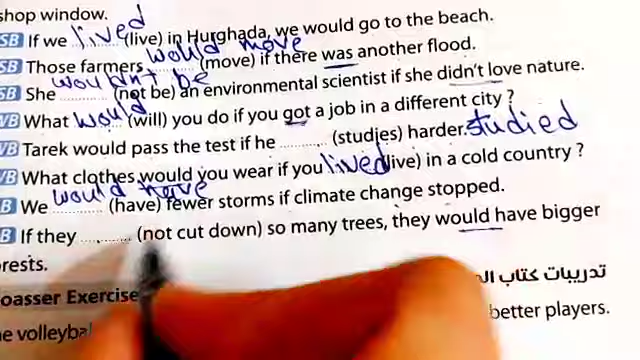 shop window.
SB If we lived (live) in Hurghada, we would go to the beach.
SB Those farmers would move (move) if there was another flood.
SB She wouldn't be (not be) an environmental scientist if she didn't love nature.
WB What would (will) you do if you got a job in a different city ?
WB Tarek would pass the test if he ............ (studies) harder. studied
WB What clothes would you wear if you lived (live) in a cold country ?
B We would have (have) fewer storms if climate change stopped.
B If they ............ (not cut down) so many trees, they would have bigger
rests.
تدريبات كتاب
oasser Exercise
better players.
e volleyba